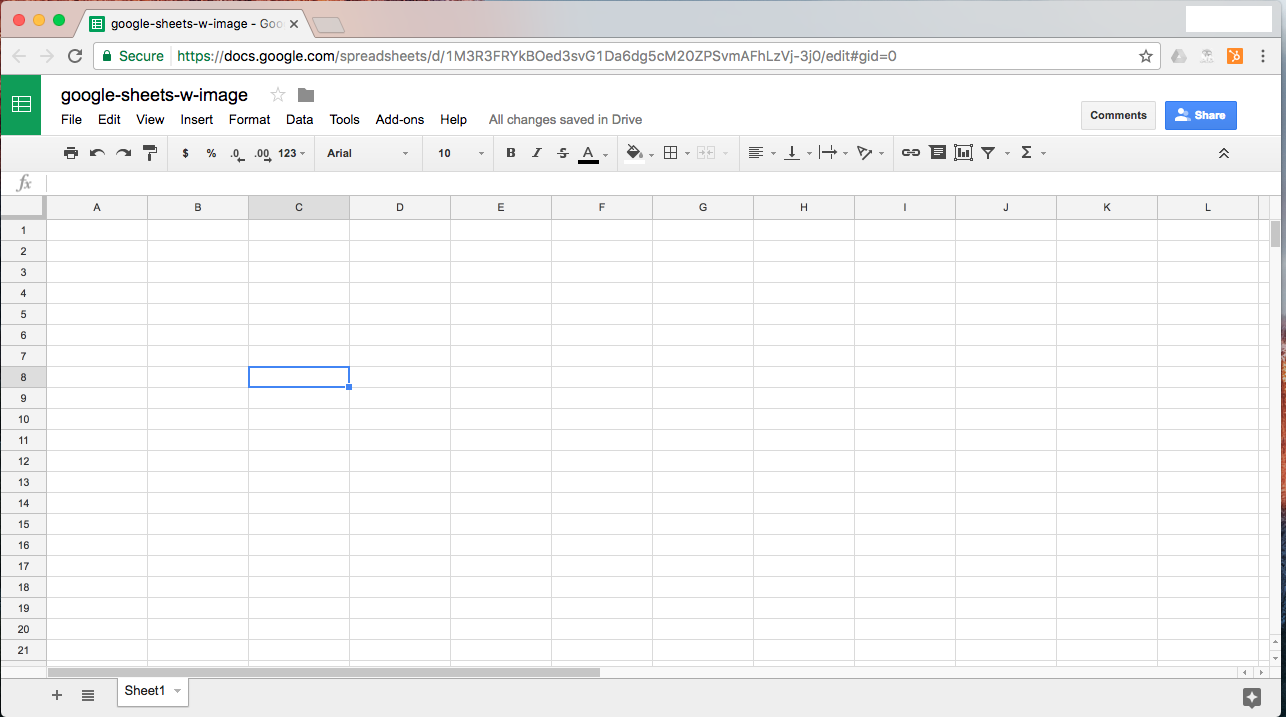 google-sheets-w-image - Goo
Secure https://docs.google.com/spreadsheets/d/1M3R3FRYkBOed3svG1Da6dg5cM20ZPSvmAFhLzVj-3j0/edit#gid=0
google-sheets-w-image
File Edit View Insert Format Data Tools Add-ons Help All changes saved in Drive
Comments Share
$ % .0 .00 123 Arial 10 B I S A Σ
fx
A B C D E F G H I J K L
1
2
3
4
5
6
7
8
9
10
11
12
13
14
15
16
17
18
19
20
21
Sheet1